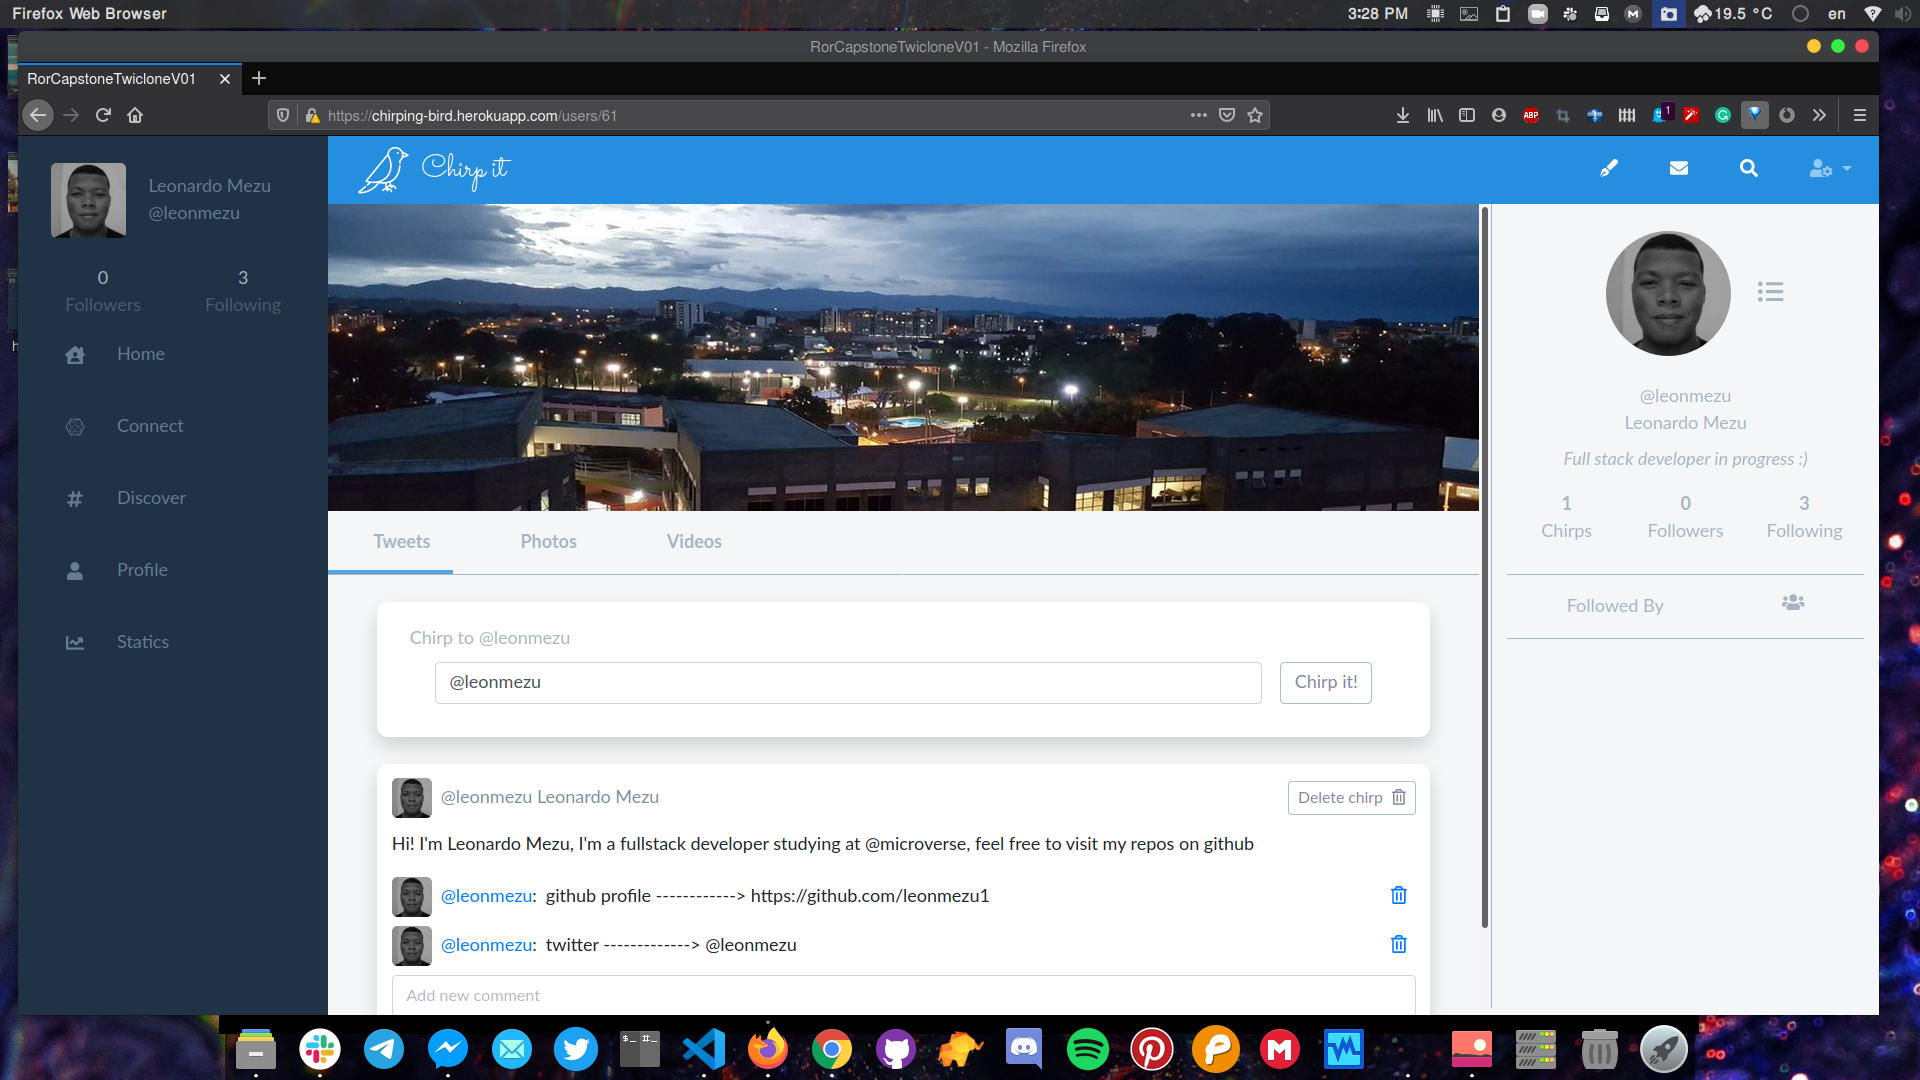 Firefox Web Browser
3:28 PM
19.5 °C
en
RorCapstoneTwicloneV01 - Mozilla Firefox
RorCapstoneTwicloneV01
https://chirping-bird.herokuapp.com/users/61
ABP
1
Leonardo Mezu
@leonmezu
0
Followers
3
Following
Home
Connect
Discover
Profile
Statics
Chirp it
Tweets
Photos
Videos
Chirp to @leonmezu
@leonmezu
Chirp it!
@leonmezu Leonardo Mezu
Delete chirp
Hi! I'm Leonardo Mezu, I'm a fullstack developer studying at @microverse, feel free to visit my repos on github
@leonmezu: github profile ------------> https://github.com/leonmezu1
@leonmezu: twitter -------------> @leonmezu
Add new comment
@leonmezu
Leonardo Mezu
Full stack developer in progress :)
1
Chirps
0
Followers
3
Following
Followed By